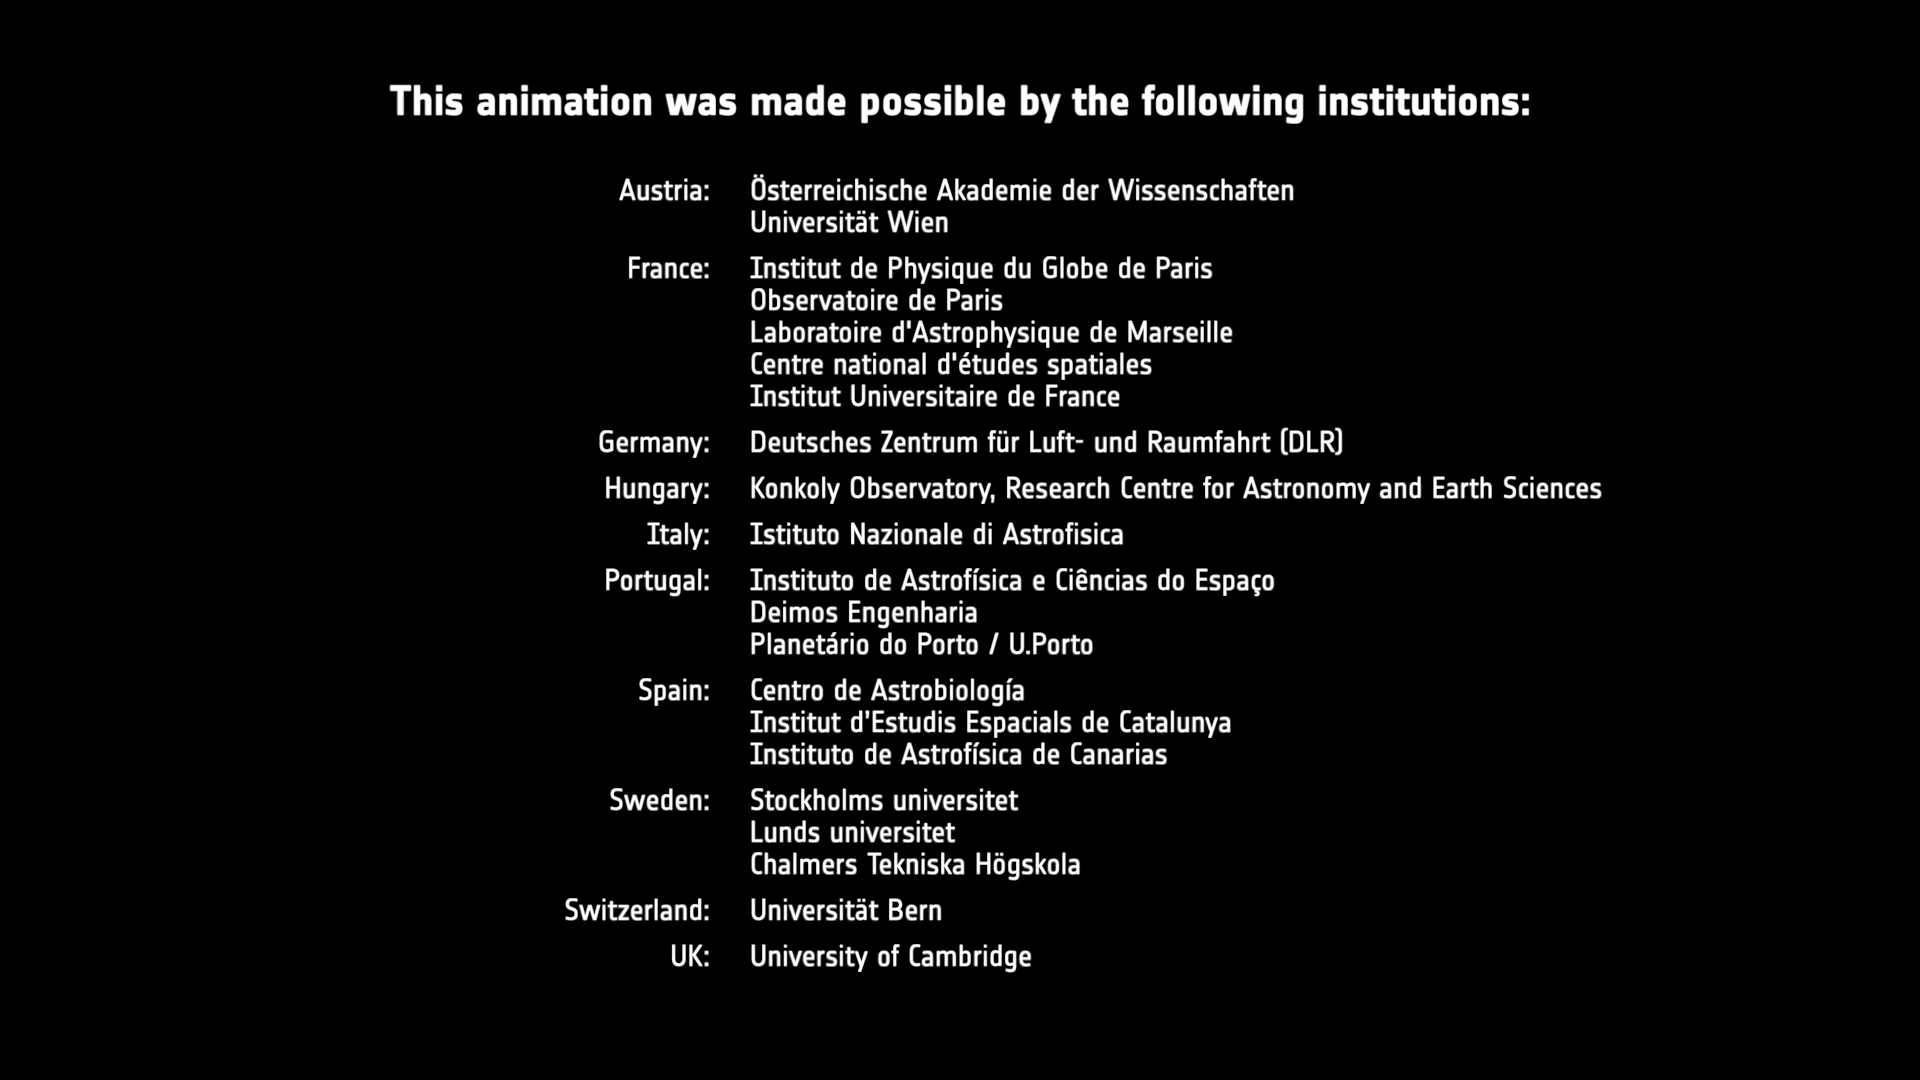 This animation was made possible by the following institutions:
Austria: Österreichische Akademie der Wissenschaften
Universität Wien
France: Institut de Physique du Globe de Paris
Observatoire de Paris
Laboratoire d'Astrophysique de Marseille
Centre national d'études spatiales
Institut Universitaire de France
Germany: Deutsches Zentrum für Luft- und Raumfahrt (DLR)
Hungary: Konkoly Observatory, Research Centre for Astronomy and Earth Sciences
Italy: Istituto Nazionale di Astrofisica
Portugal: Instituto de Astrofísica e Ciências do Espaço
Deimos Engenharia
Planetário do Porto / U.Porto
Spain: Centro de Astrobiología
Institut d’Estudis Espacials de Catalunya
Instituto de Astrofísica de Canarias
Sweden: Stockholms universitet
Lunds universitet
Chalmers Tekniska Högskola
Switzerland: Universität Bern
UK: University of Cambridge